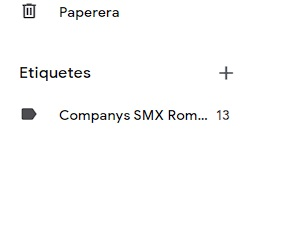 Paperera
Etiquetes
Companys SMX Rom... 13